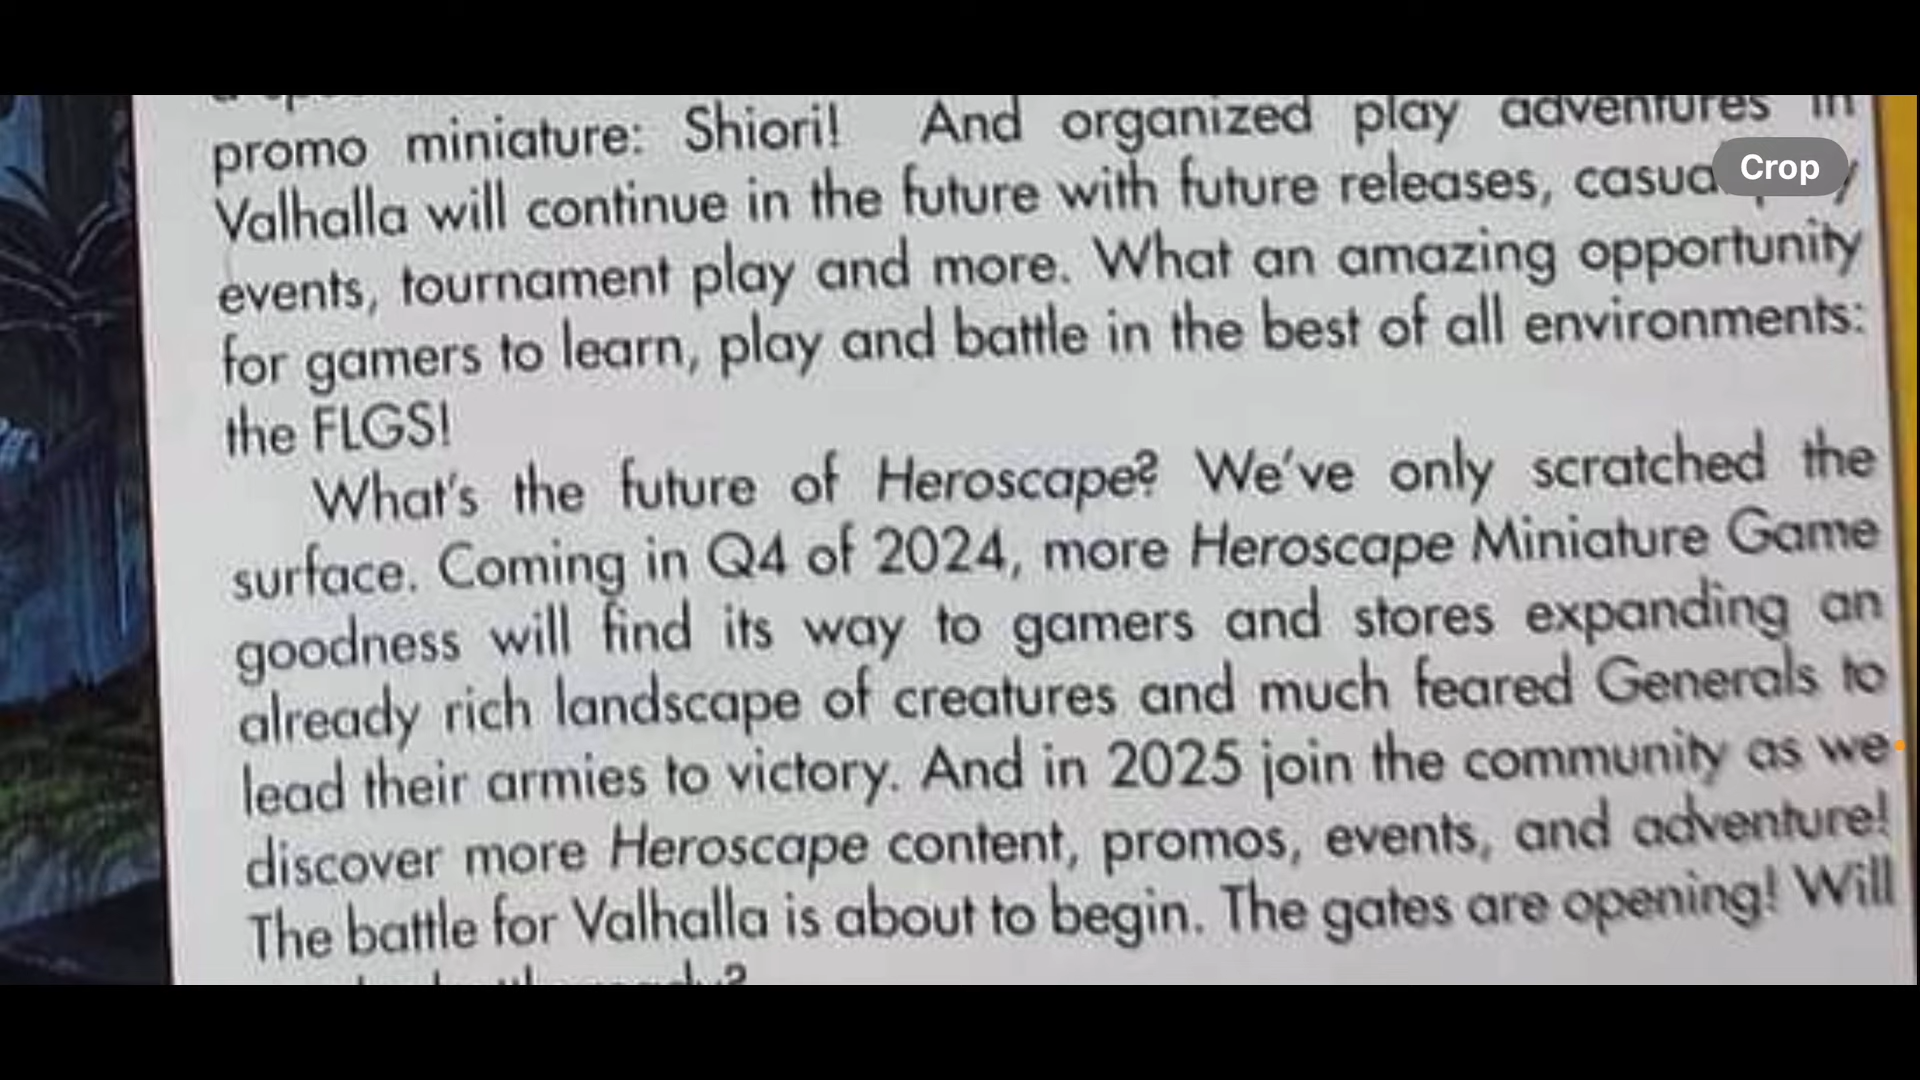 promo miniature: Shiori! And organized play adventures in
Crop
Valhalla will continue in the future with future releases, casual
events, tournament play and more. What an amazing opportunity
for gamers to learn, play and battle in the best of all environments:
the FLGS!
What's the future of Heroscape? We've only scratched the
surface. Coming in Q4 of 2024, more Heroscape Miniature Game
goodness will find its way to gamers and stores expanding an
already rich landscape of creatures and much feared Generals to
lead their armies to victory. And in 2025 join the community as we
discover more Heroscape content, promos, events, and adventure!
The battle for Valhalla is about to begin. The gates are opening! Will
ready?